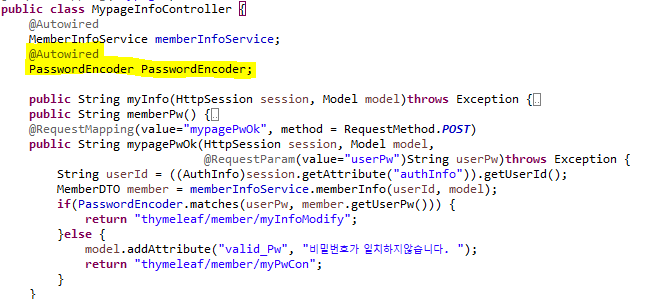 public class MypageInfoController {
@Autowired
MemberInfoService memberInfoService;
@Autowired
PasswordEncoder PasswordEncoder;
public String myInfo(HttpSession session, Model model)throws Exception {
public String memberPw() {
@RequestMapping(value="mypagePwOk", method = RequestMethod.POST)
public String mypagePwOk(HttpSession session, Model model,
@RequestParam(value="userPw")String userPw)throws Exception {
String userId = ((AuthInfo)session.getAttribute("authInfo")).getUserId();
MemberDTO member = memberInfoService.memberInfo(userId, model);
if(PasswordEncoder.matches(userPw, member.getUserPw())) {
return "thymeleaf/member/myInfoModify";
}else {
model.addAttribute("valid_Pw", "비밀번호가 일치하지않습니다. ");
return "thymeleaf/member/myPwCon";
}
}